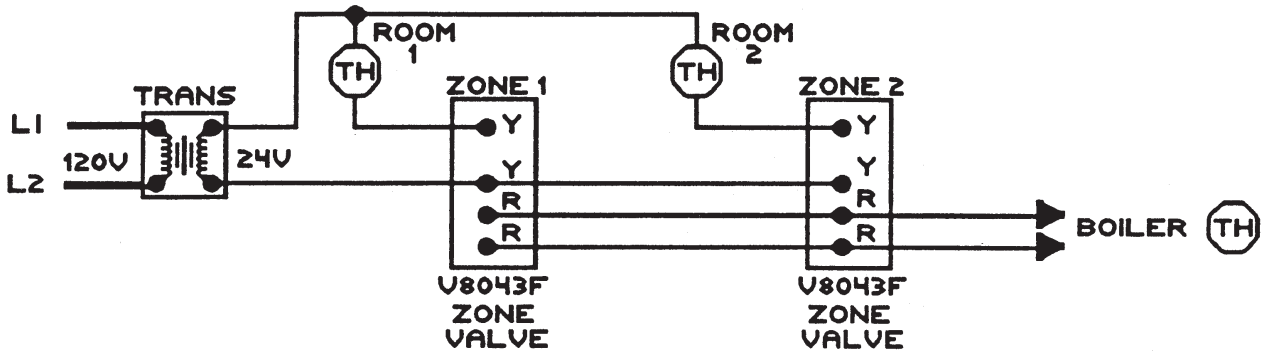 ROOM
1
TH
ROOM
2
TH
TRANS
ZONE 1
ZONE 2
L1
120V
24V
L2
Y
Y
R
R
Y
Y
R
R
BOILER TH
V8043F
ZONE
VALVE
V8043F
ZONE
VALVE